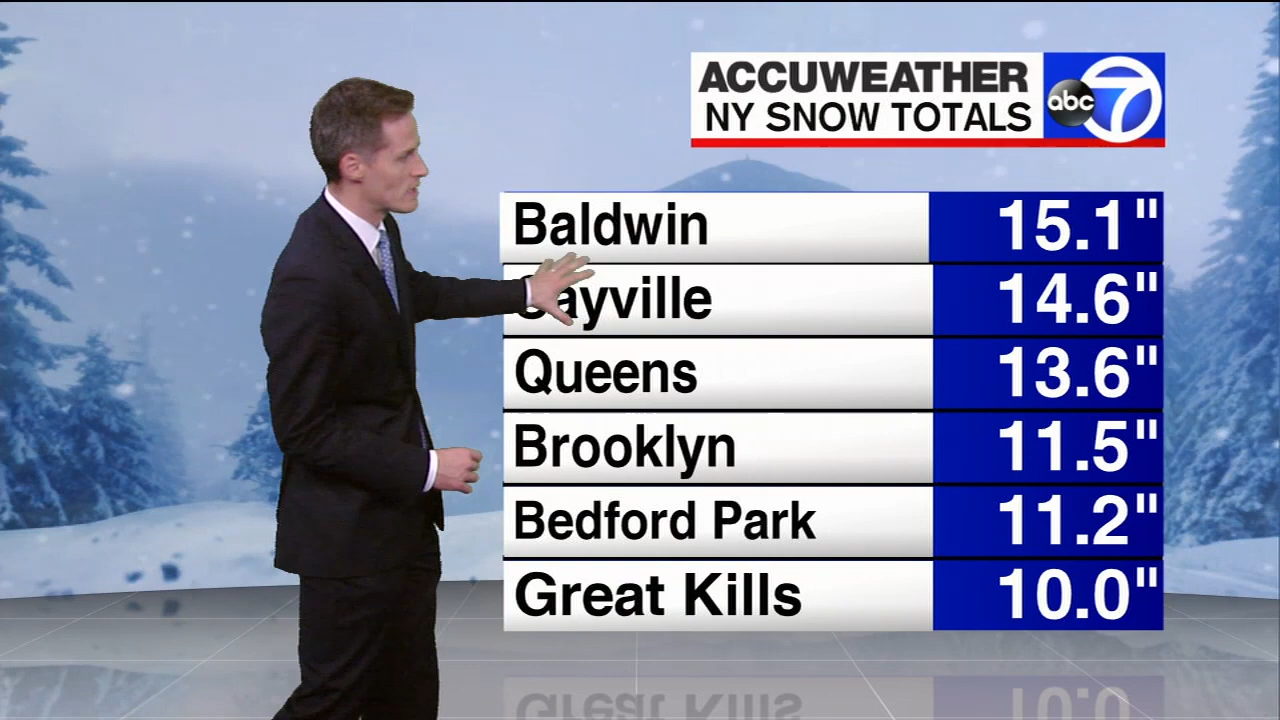 ACCUWEATHER
NY SNOW TOTALS
abc 7
Baldwin 15.1"
Sayville 14.6"
Queens 13.6"
Brooklyn 11.5"
Bedford Park 11.2"
Great Kills 10.0"